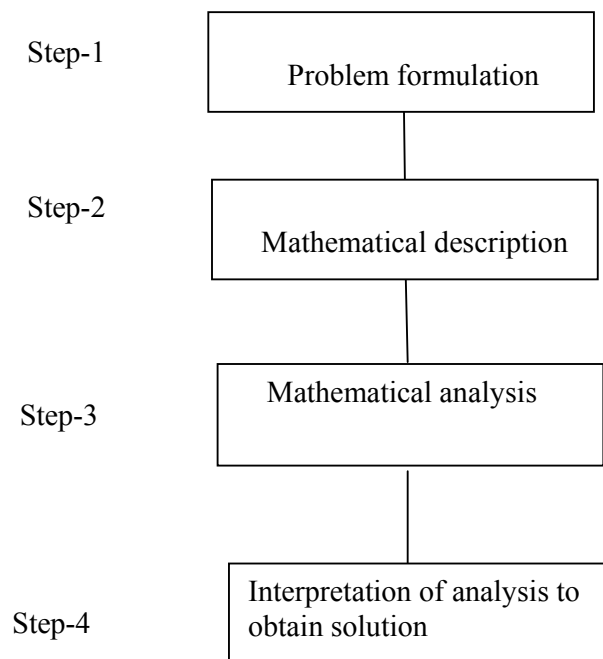 Step-1
Problem formulation
Step-2
Mathematical description
Mathematical analysis
Step-3
Interpretation of analysis to
obtain solution
Step-4